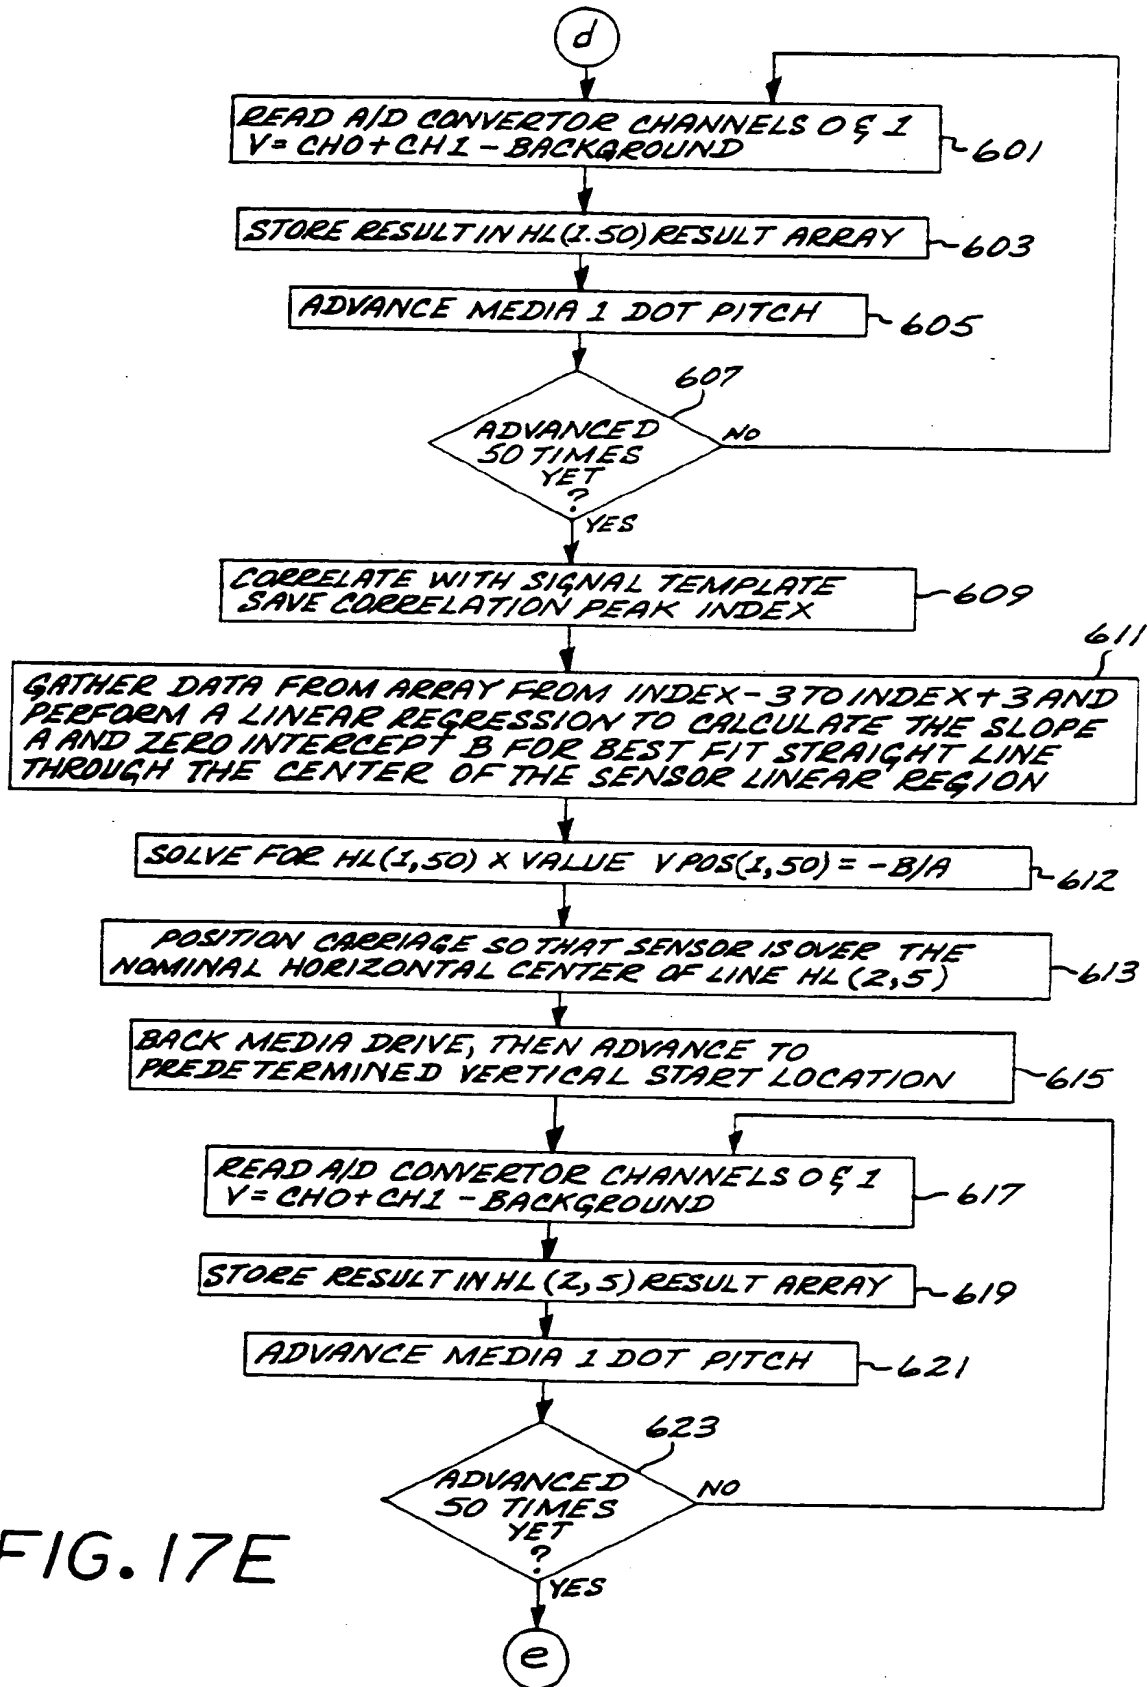 d
READ A/D CONVERTOR CHANNELS 0 & 1
V = CH0 + CH1 - BACKGROUND
601
STORE RESULT IN HL(1.50) RESULT ARRAY
603
ADVANCE MEDIA 1 DOT PITCH
605
607
ADVANCED
50 TIMES
YET
?
NO
YES
CORRELATE WITH SIGNAL TEMPLATE
SAVE CORRELATION PEAK INDEX
609
611
GATHER DATA FROM ARRAY FROM INDEX-3 TO INDEX+3 AND
PERFORM A LINEAR REGRESSION TO CALCULATE THE SLOPE
A AND ZERO INTERCEPT B FOR BEST FIT STRAIGHT LINE
THROUGH THE CENTER OF THE SENSOR LINEAR REGION
SOLVE FOR HL(1,50) X VALUE VPOS(1,50) = -B/A
612
POSITION CARRIAGE SO THAT SENSOR IS OVER THE
NOMINAL HORIZONTAL CENTER OF LINE HL(2,5)
613
BACK MEDIA DRIVE, THEN ADVANCE TO
PREDETERMINED VERTICAL START LOCATION
615
READ A/D CONVERTOR CHANNELS 0 & 1
V = CH0 + CH1 - BACKGROUND
617
STORE RESULT IN HL(2,5) RESULT ARRAY
619
ADVANCE MEDIA 1 DOT PITCH
621
623
ADVANCED
50 TIMES
YET
?
NO
YES
FIG. 17E
e